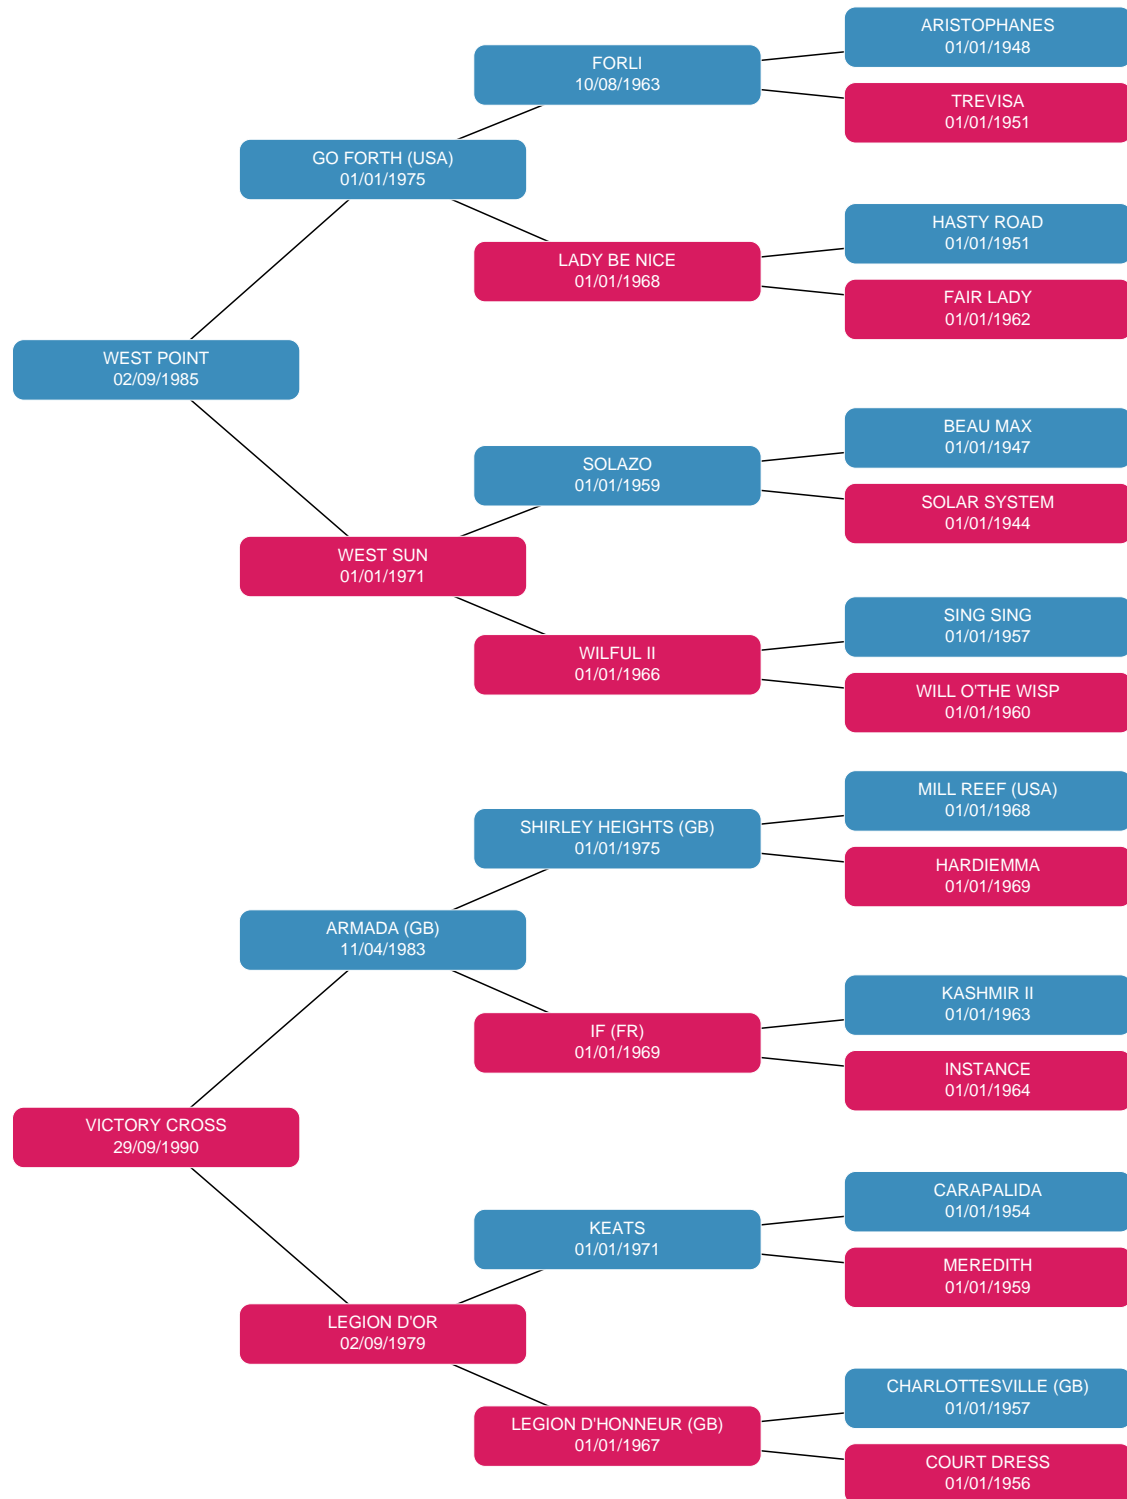 ARISTOPHANES
01/01/1948
FORLI
10/08/1963
TREVISA
01/01/1951
GO FORTH (USA)
01/01/1975
HASTY ROAD
01/01/1951
LADY BE NICE
01/01/1968
FAIR LADY
01/01/1962
WEST POINT
02/09/1985
BEAU MAX
01/01/1947
SOLAZO
01/01/1959
SOLAR SYSTEM
01/01/1944
WEST SUN
01/01/1971
SING SING
01/01/1957
WILFUL II
01/01/1966
WILL O'THE WISP
01/01/1960
MILL REEF (USA)
01/01/1968
SHIRLEY HEIGHTS (GB)
01/01/1975
HARDIEMMA
01/01/1969
ARMADA (GB)
11/04/1983
KASHMIR II
01/01/1963
IF (FR)
01/01/1969
INSTANCE
01/01/1964
VICTORY CROSS
29/09/1990
CARAPALIDA
01/01/1954
KEATS
01/01/1971
MEREDITH
01/01/1959
LEGION D'OR
02/09/1979
CHARLOTTESVILLE (GB)
01/01/1957
LEGION D'HONNEUR (GB)
01/01/1967
COURT DRESS
01/01/1956